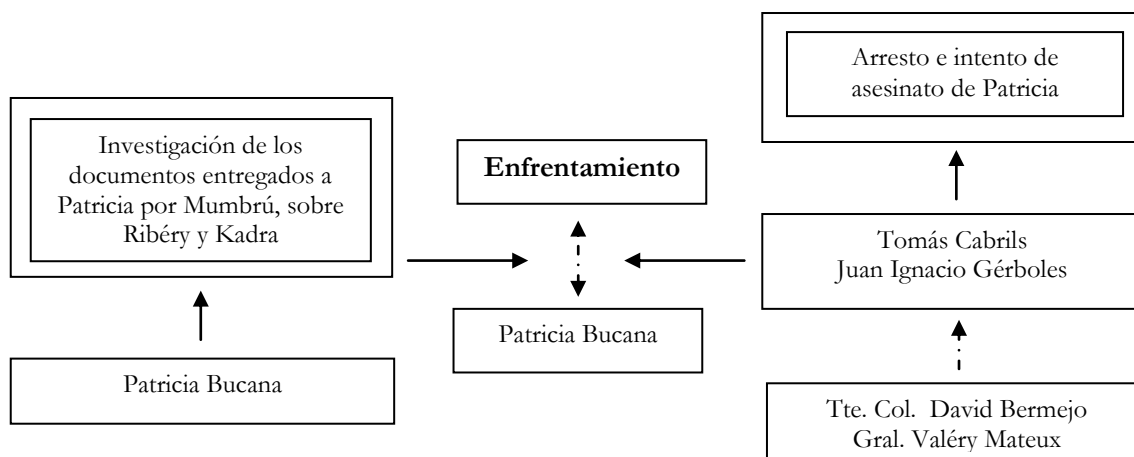 Investigación de los
documentos entregados a
Patricia por Mumbrú, sobre
Ribéry y Kadra
Patricia Bucana
Enfrentamiento
Patricia Bucana
Arresto e intento de
asesinato de Patricia
Tomás Cabrils
Juan Ignacio Gérboles
Tte. Col. David Bermejo
Gral. Valéry Mateux